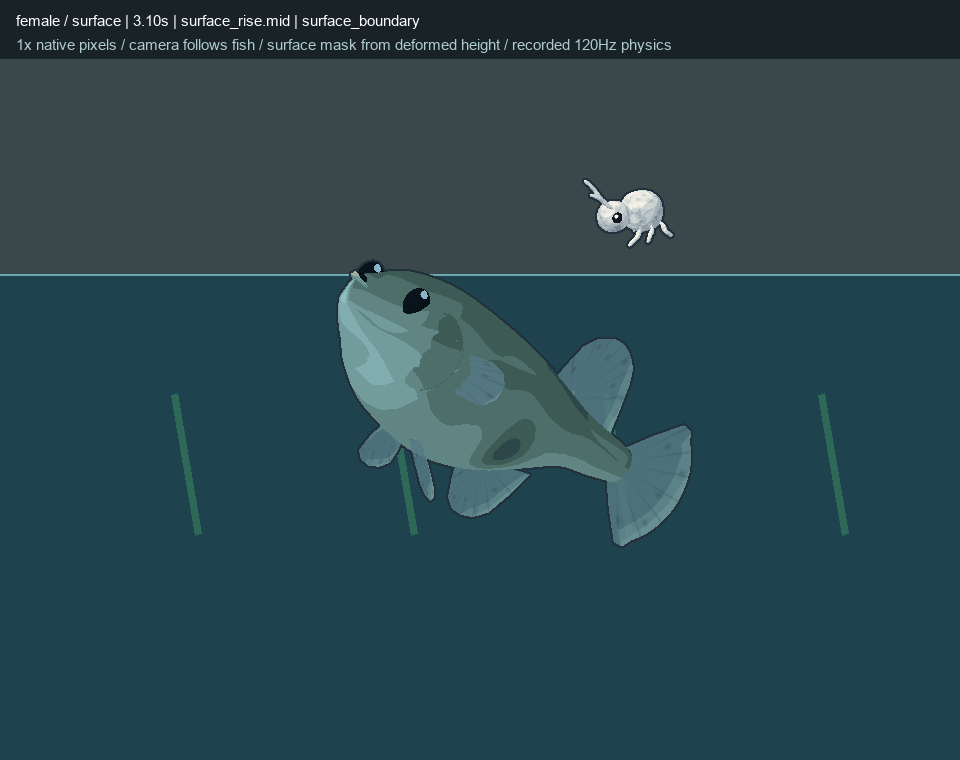 female / surface | 3.10s | surface_rise.mid | surface_boundary
1x native pixels / camera follows fish / surface mask from deformed height / recorded 120Hz physics